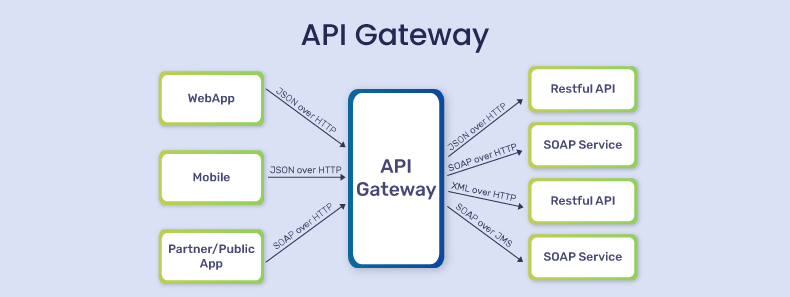 API Gateway
WebApp
JSON over HTTP
Mobile
JSON over HTTP
Partner/Public
App
SOAP over HTTP
API
Gateway
JSON over HTTP
Restful API
SOAP over HTTP
SOAP Service
XML over HTTP
Restful API
SOAP over JMS
SOAP Service